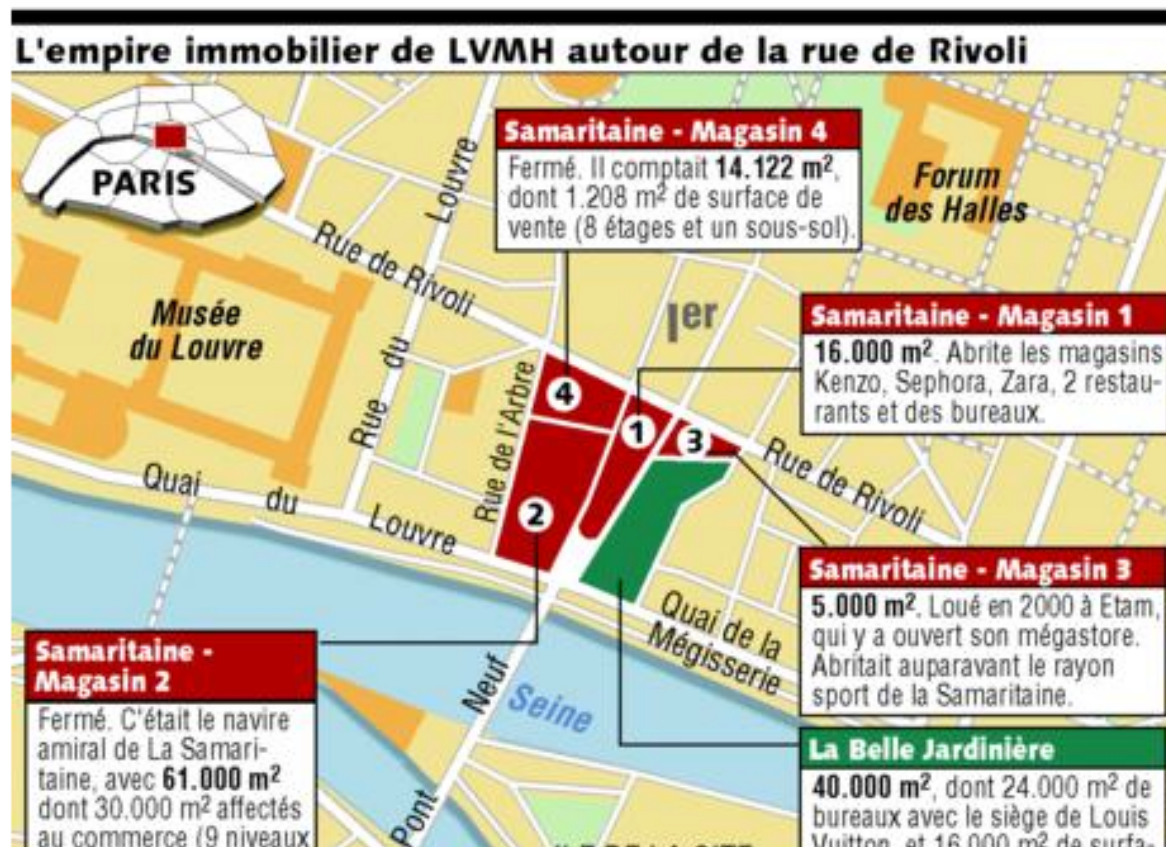 L'empire immobilier de LVMH autour de la rue de Rivoli
PARIS
Samaritaine - Magasin 4
Fermé. Il comptait 14.122 m²,
dont 1.208 m² de surface de
vente (8 étages et un sous-sol).
Forum
des Halles
Rue de Rivoli
Rue du Louvre
Musée
du Louvre
Ier
Samaritaine - Magasin 1
16.000 m². Abrite les magasins
Kenzo, Sephora, Zara, 2 restau-
rants et des bureaux.
4
1
3
2
Rue de l'Arbre
Rue de Rivoli
Quai du Louvre
Samaritaine - Magasin 3
5.000 m². Loué en 2000 à Etam,
qui y a ouvert son mégastore.
Abritait auparavant le rayon
sport de la Samaritaine.
Quai de la
Mégisserie
Samaritaine -
Magasin 2
Fermé. C'était le navire
amiral de La Samari-
taine, avec 61.000 m²
dont 30.000 m² affectés
au commerce (9 niveaux
Pont Neuf
Seine
La Belle Jardinière
40.000 m², dont 24.000 m² de
bureaux avec le siège de Louis
Vuitton, et 16.000 m² de surfa-